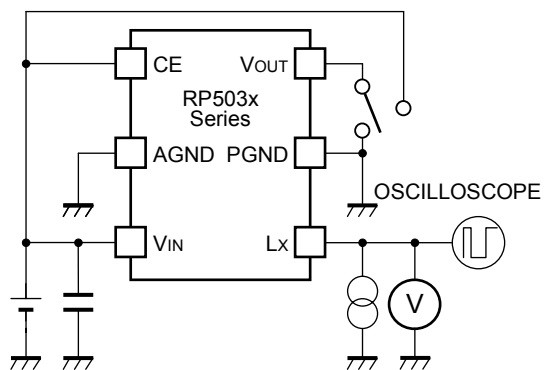 CE
VOUT
RP503x
Series
AGND
PGND
OSCILLOSCOPE
VIN
LX
V